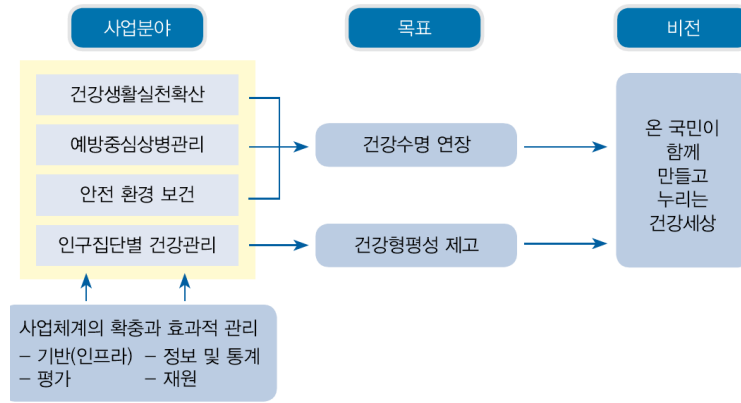 사업분야
목표
비전
건강생활실천확산
예방중심상병관리
안전 환경 보건
인구집단별 건강관리
건강수명 연장
건강형평성 제고
온 국민이
함께
만들고
누리는
건강세상
사업체계의 확충과 효과적 관리
– 기반(인프라) – 정보 및 통계
– 평가 – 재원